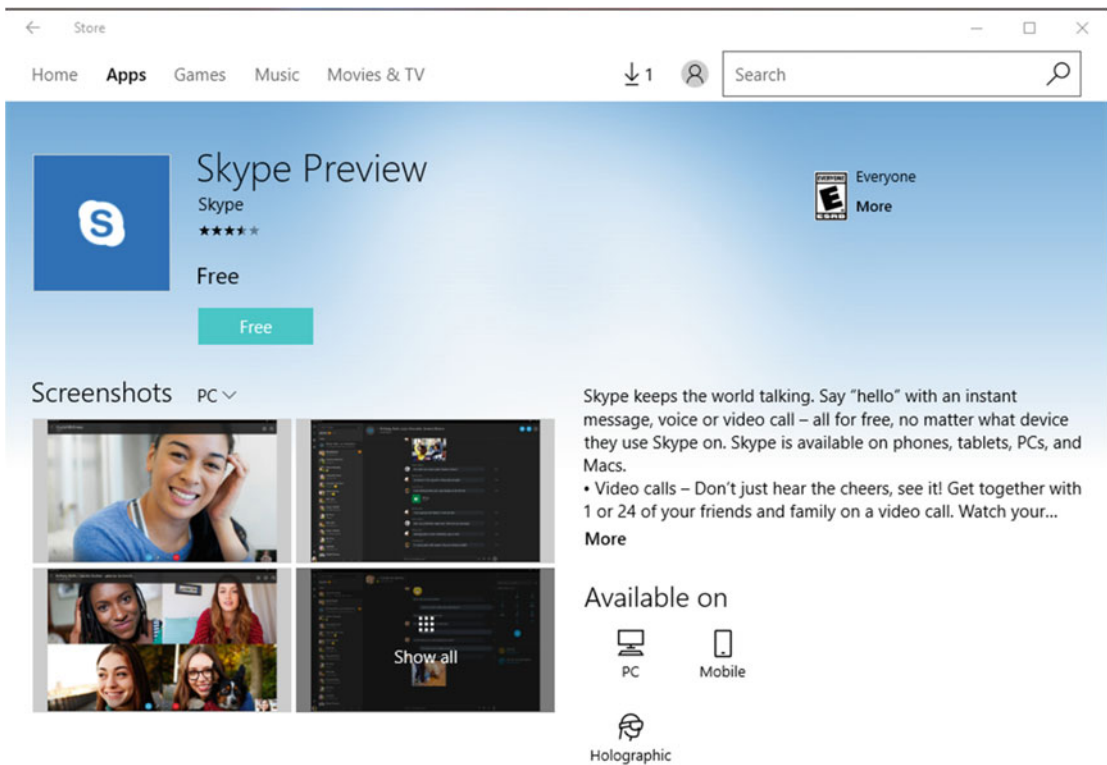 Store
Home Apps Games Music Movies & TV 1 Search
Skype Preview
Skype
Free
Free
EVERYONE
E
ESRB
Everyone
More
Screenshots PC
Show all
Skype keeps the world talking. Say “hello” with an instant
message, voice or video call – all for free, no matter what device
they use Skype on. Skype is available on phones, tablets, PCs, and
Macs.
• Video calls – Don’t just hear the cheers, see it! Get together with
1 or 24 of your friends and family on a video call. Watch your...
More
Available on
PC Mobile
Holographic